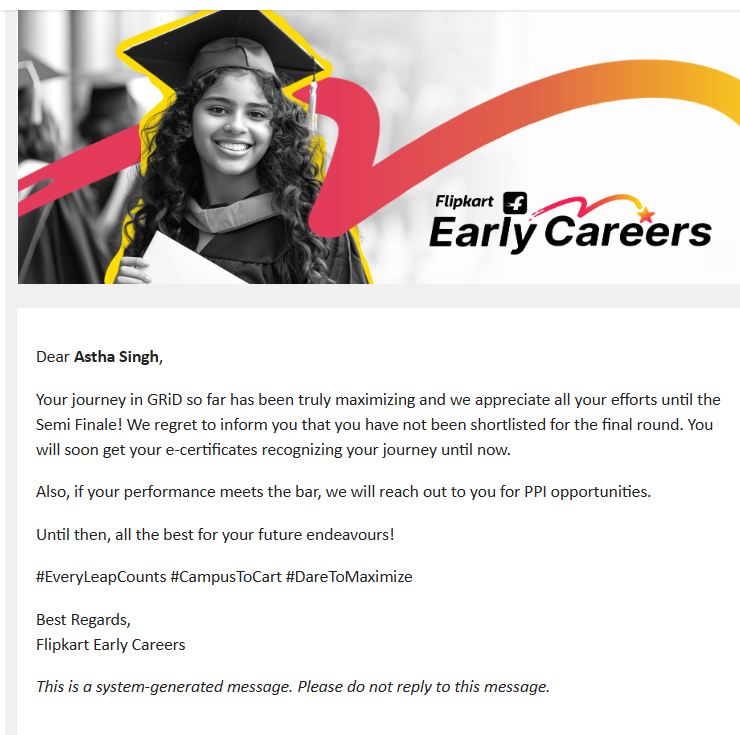 Flipkart
Early Careers
Dear Astha Singh,
Your journey in GRiD so far has been truly maximizing and we appreciate all your efforts until the
Semi Finale! We regret to inform you that you have not been shortlisted for the final round. You
will soon get your e-certificates recognizing your journey until now.
Also, if your performance meets the bar, we will reach out to you for PPI opportunities.
Until then, all the best for your future endeavours!
#EveryLeapCounts #CampusToCart #DareToMaximize
Best Regards,
Flipkart Early Careers
This is a system-generated message. Please do not reply to this message.